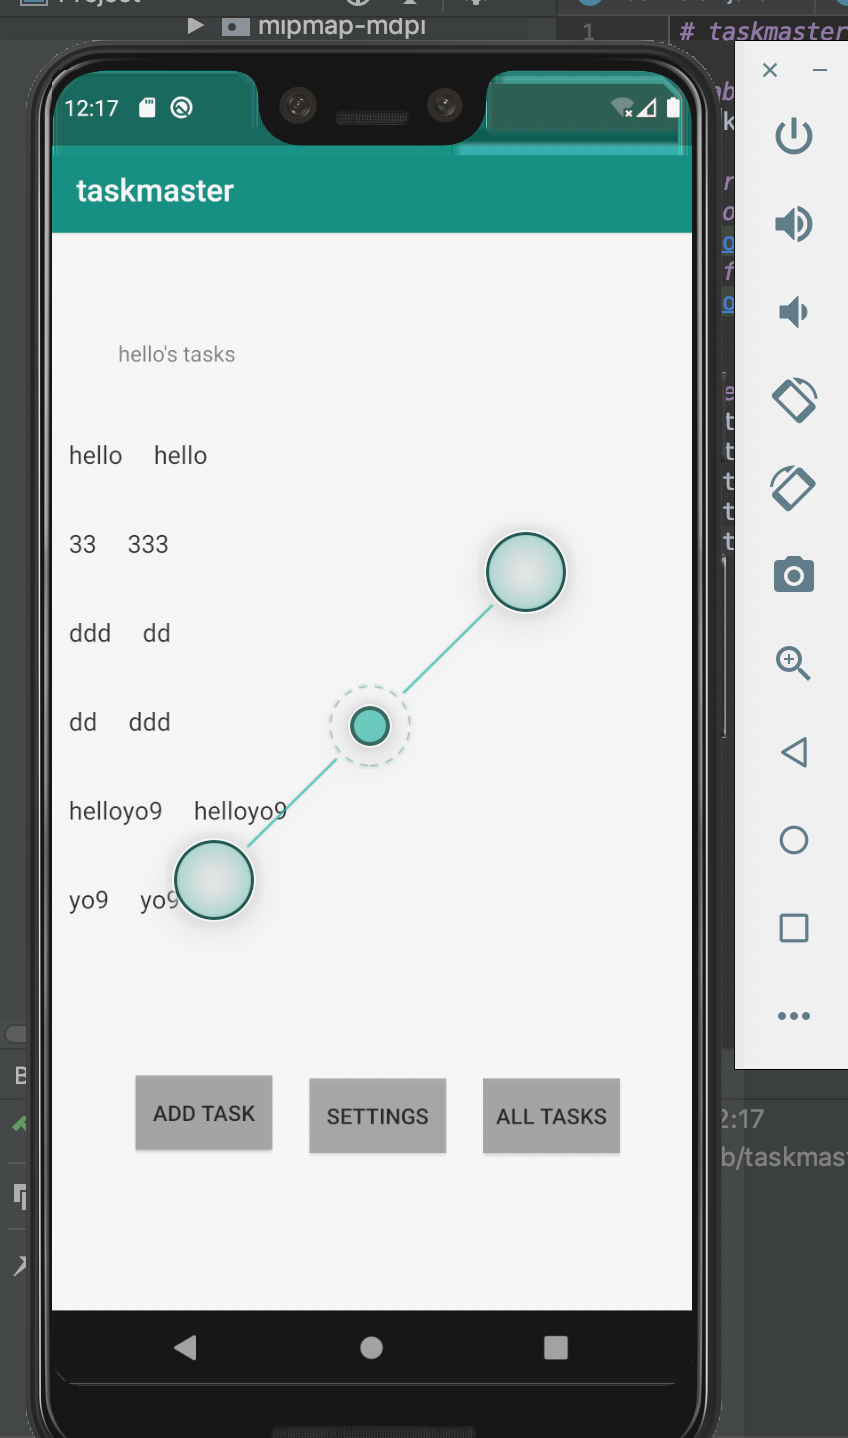 Project
mipmap-mdpi
1 # taskmaster
12:17
taskmaster
hello's tasks
hello hello
33 333
ddd dd
dd ddd
helloyo9 helloyo9
yo9 yo9
ADD TASK SETTINGS ALL TASKS
2:17
b/taskmas